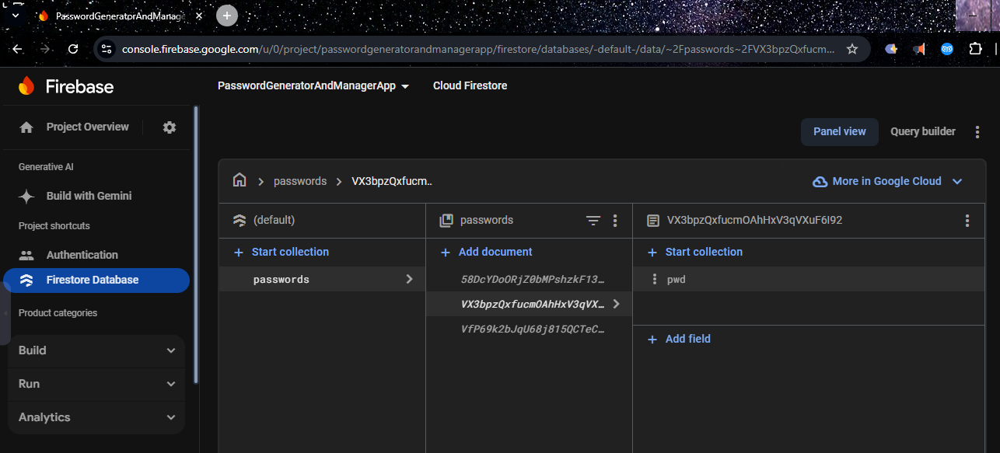 PasswordGeneratorAndManage
console.firebase.google.com/u/0/project/passwordgeneratorandmanagerapp/firestore/databases/-default-/data/~2Fpasswords~2FVX3bpzQxfucm...
Firebase
PasswordGeneratorAndManagerApp
Cloud Firestore
Project Overview
Panel view
Query builder
Generative AI
Build with Gemini
passwords
VX3bpzQxfucm..
More in Google Cloud
Project shortcuts
(default)
passwords
VX3bpzQxfucmOAhHxV3qVXuF6I92
Authentication
Start collection
Add document
Start collection
Firestore Database
passwords
58DcYDoORjZ0bMPshzkF13…
pwd
VX3bpzQxfucmOAhHxV3qVX…
Product categories
VfP69k2bJqU68j815QCTeC…
Add field
Build
Run
Analytics